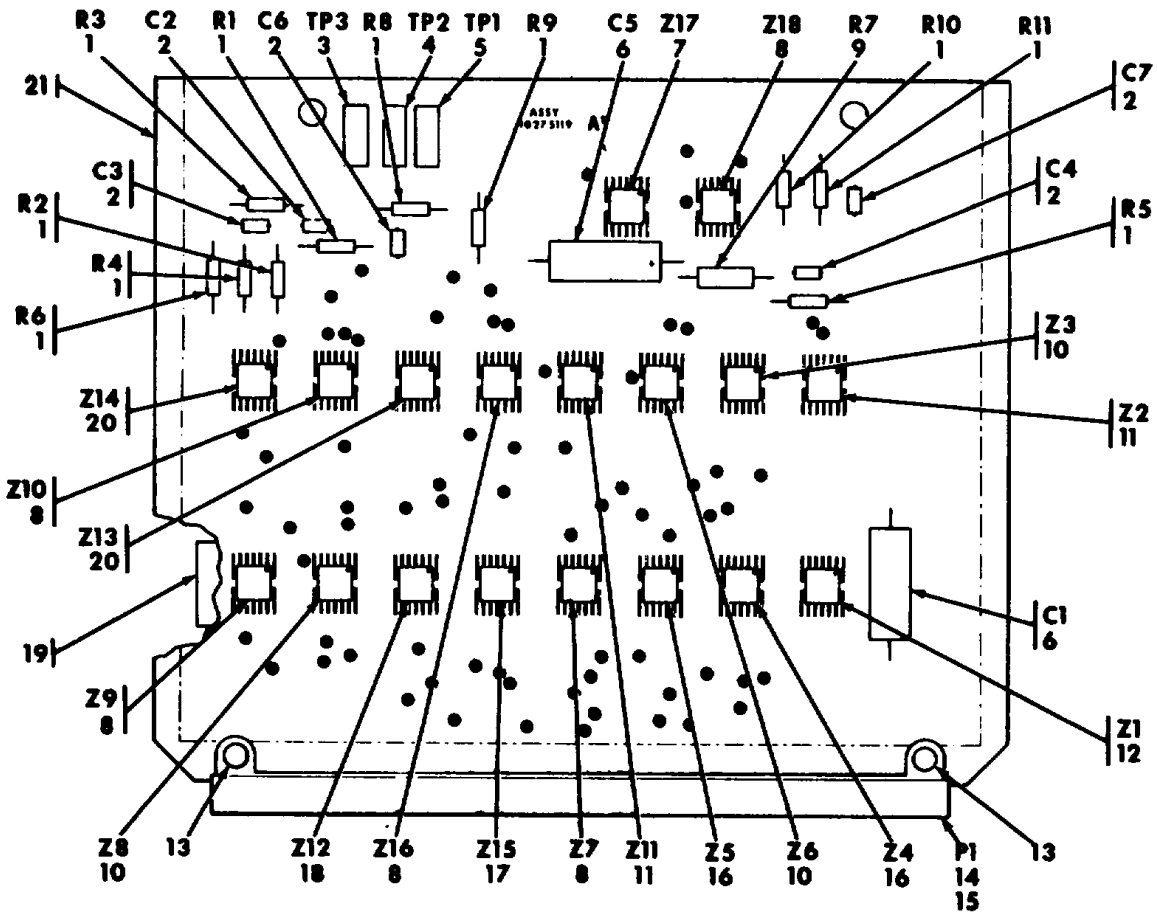 R3 C2 R1 C6 TP3 R8 TP2 TP1 R9 C5 Z17 Z18 R7 R10 R11
1 2 1 2 3 1 4 5 1 6 7 8 9 1 1
21
C7
2
ASSY
10275119
C3
2
C4
2
R2
1
R5
1
R4
1
R6
1
Z3
10
Z14
20
Z2
11
Z10
8
Z13
20
19
C1
6
Z9
8
Z1
12
Z8 13 Z12 Z16 Z15 Z7 Z11 Z5 Z6 Z4 P1 13
10 18 8 17 8 11 16 10 16 14
15